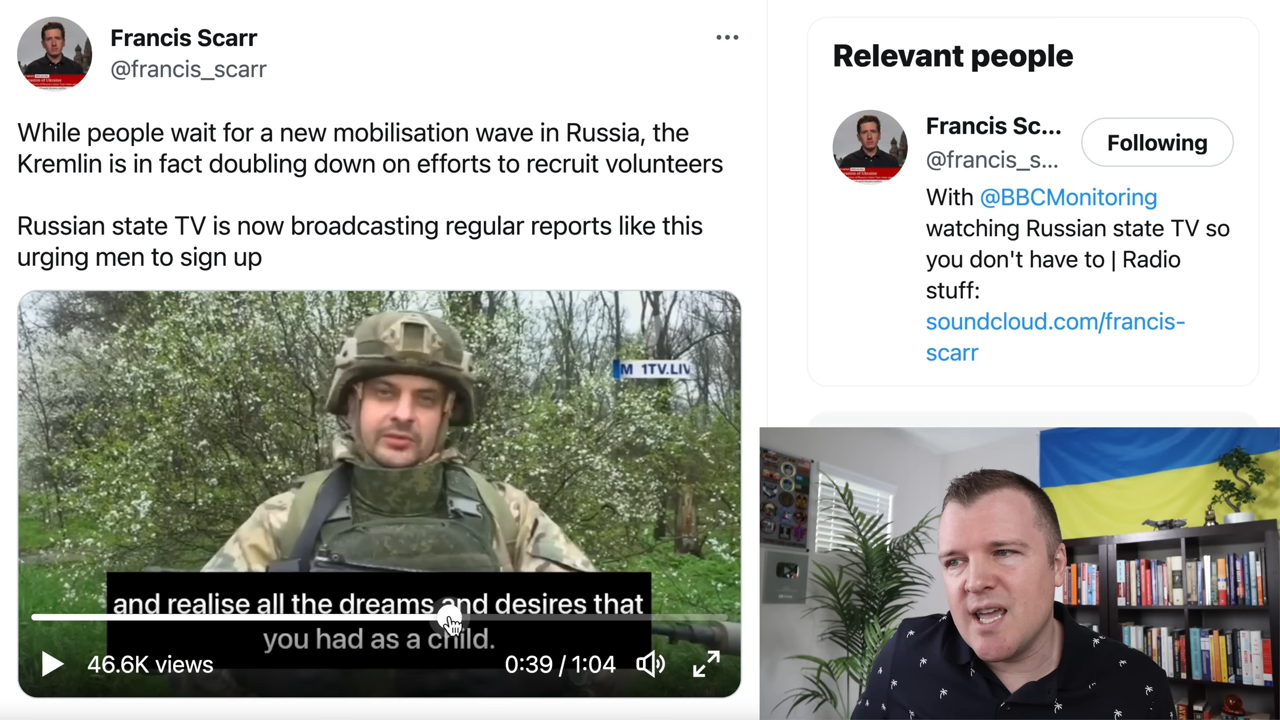 Francis Scarr
@francis_scarr
While people wait for a new mobilisation wave in Russia, the
Kremlin is in fact doubling down on efforts to recruit volunteers
Russian state TV is now broadcasting regular reports like this
urging men to sign up
M 1TV.LIV
and realise all the dreams and desires that
you had as a child.
46.6K views
0:39 / 1:04
Relevant people
Francis Sc...
@francis_s...
Following
With @BBCMonitoring
watching Russian state TV so
you don't have to | Radio
stuff:
soundcloud.com/francis-
scarr